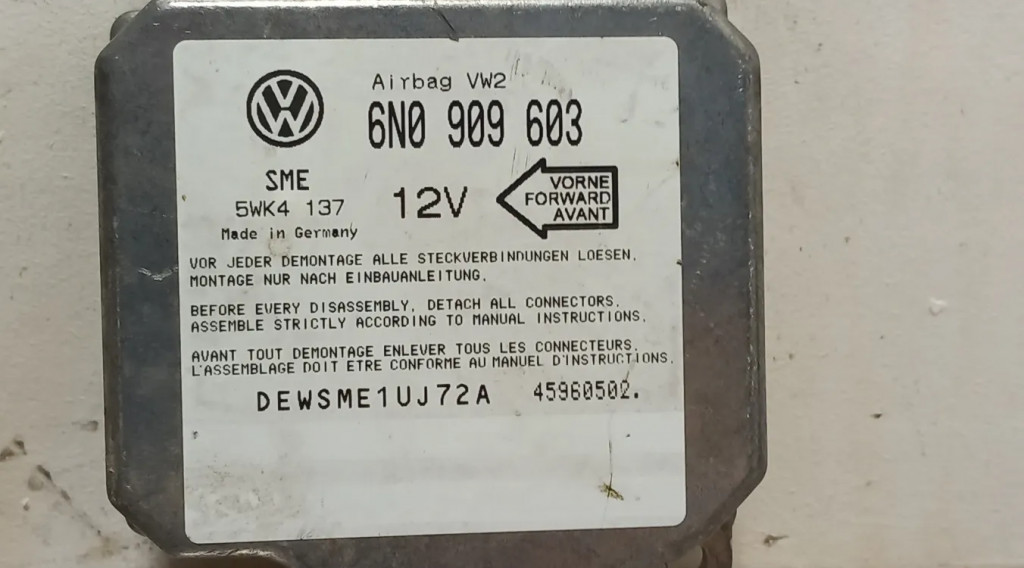 Airbag VW2
6N0 909 603
SME
5WK4 137
Made in Germany
12V
VORNE
FORWARD
AVANT
VOR JEDER DEMONTAGE ALLE STECKVERBINDUNGEN LOESEN.
MONTAGE NUR NACH EINBAUANLEITUNG.
BEFORE EVERY DISASSEMBLY, DETACH ALL CONNECTORS.
ASSEMBLE STRICTLY ACCORDING TO MANUAL INSTRUCTIONS.
AVANT TOUT DEMONTAGE ENLEVER TOUS LES CONNECTEURS.
L'ASSEMBLAGE DOIT ETRE CONFORME AU MANUEL D'INSTRUCTIONS.
DEWSME1UJ72A 45960502.